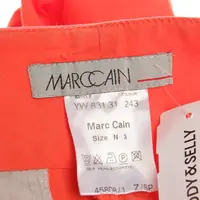 MARCCAIN
YW 831 31 243
Marc Cain
Size N 3
ODY & SELLY